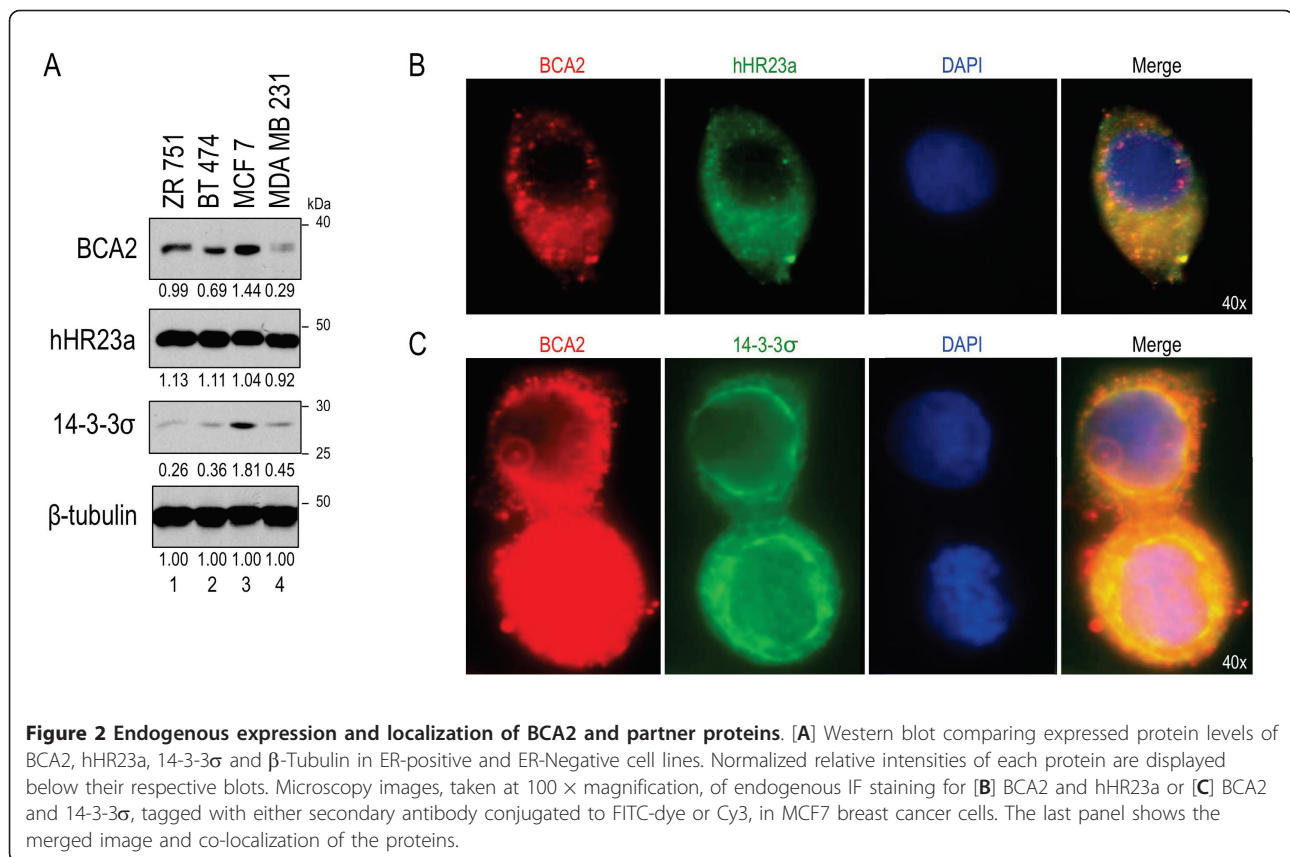 A
ZR 751
BT 474
MCF 7
MDA MB 231
kDa
BCA2
40
0.99 0.69 1.44 0.29
hHR23a
50
1.13 1.11 1.04 0.92
14-3-3σ
30
25
0.26 0.36 1.81 0.45
β-tubulin
50
1.00 1.00 1.00 1.00
1 2 3 4
B
BCA2 hHR23a DAPI Merge
40x
C
BCA2 14-3-3σ DAPI Merge
40x
Figure 2 Endogenous expression and localization of BCA2 and partner proteins. [A] Western blot comparing expressed protein levels of
BCA2, hHR23a, 14-3-3σ and β-Tubulin in ER-positive and ER-Negative cell lines. Normalized relative intensities of each protein are displayed
below their respective blots. Microscopy images, taken at 100 × magnification, of endogenous IF staining for [B] BCA2 and hHR23a or [C] BCA2
and 14-3-3σ, tagged with either secondary antibody conjugated to FITC-dye or Cy3, in MCF7 breast cancer cells. The last panel shows the
merged image and co-localization of the proteins.